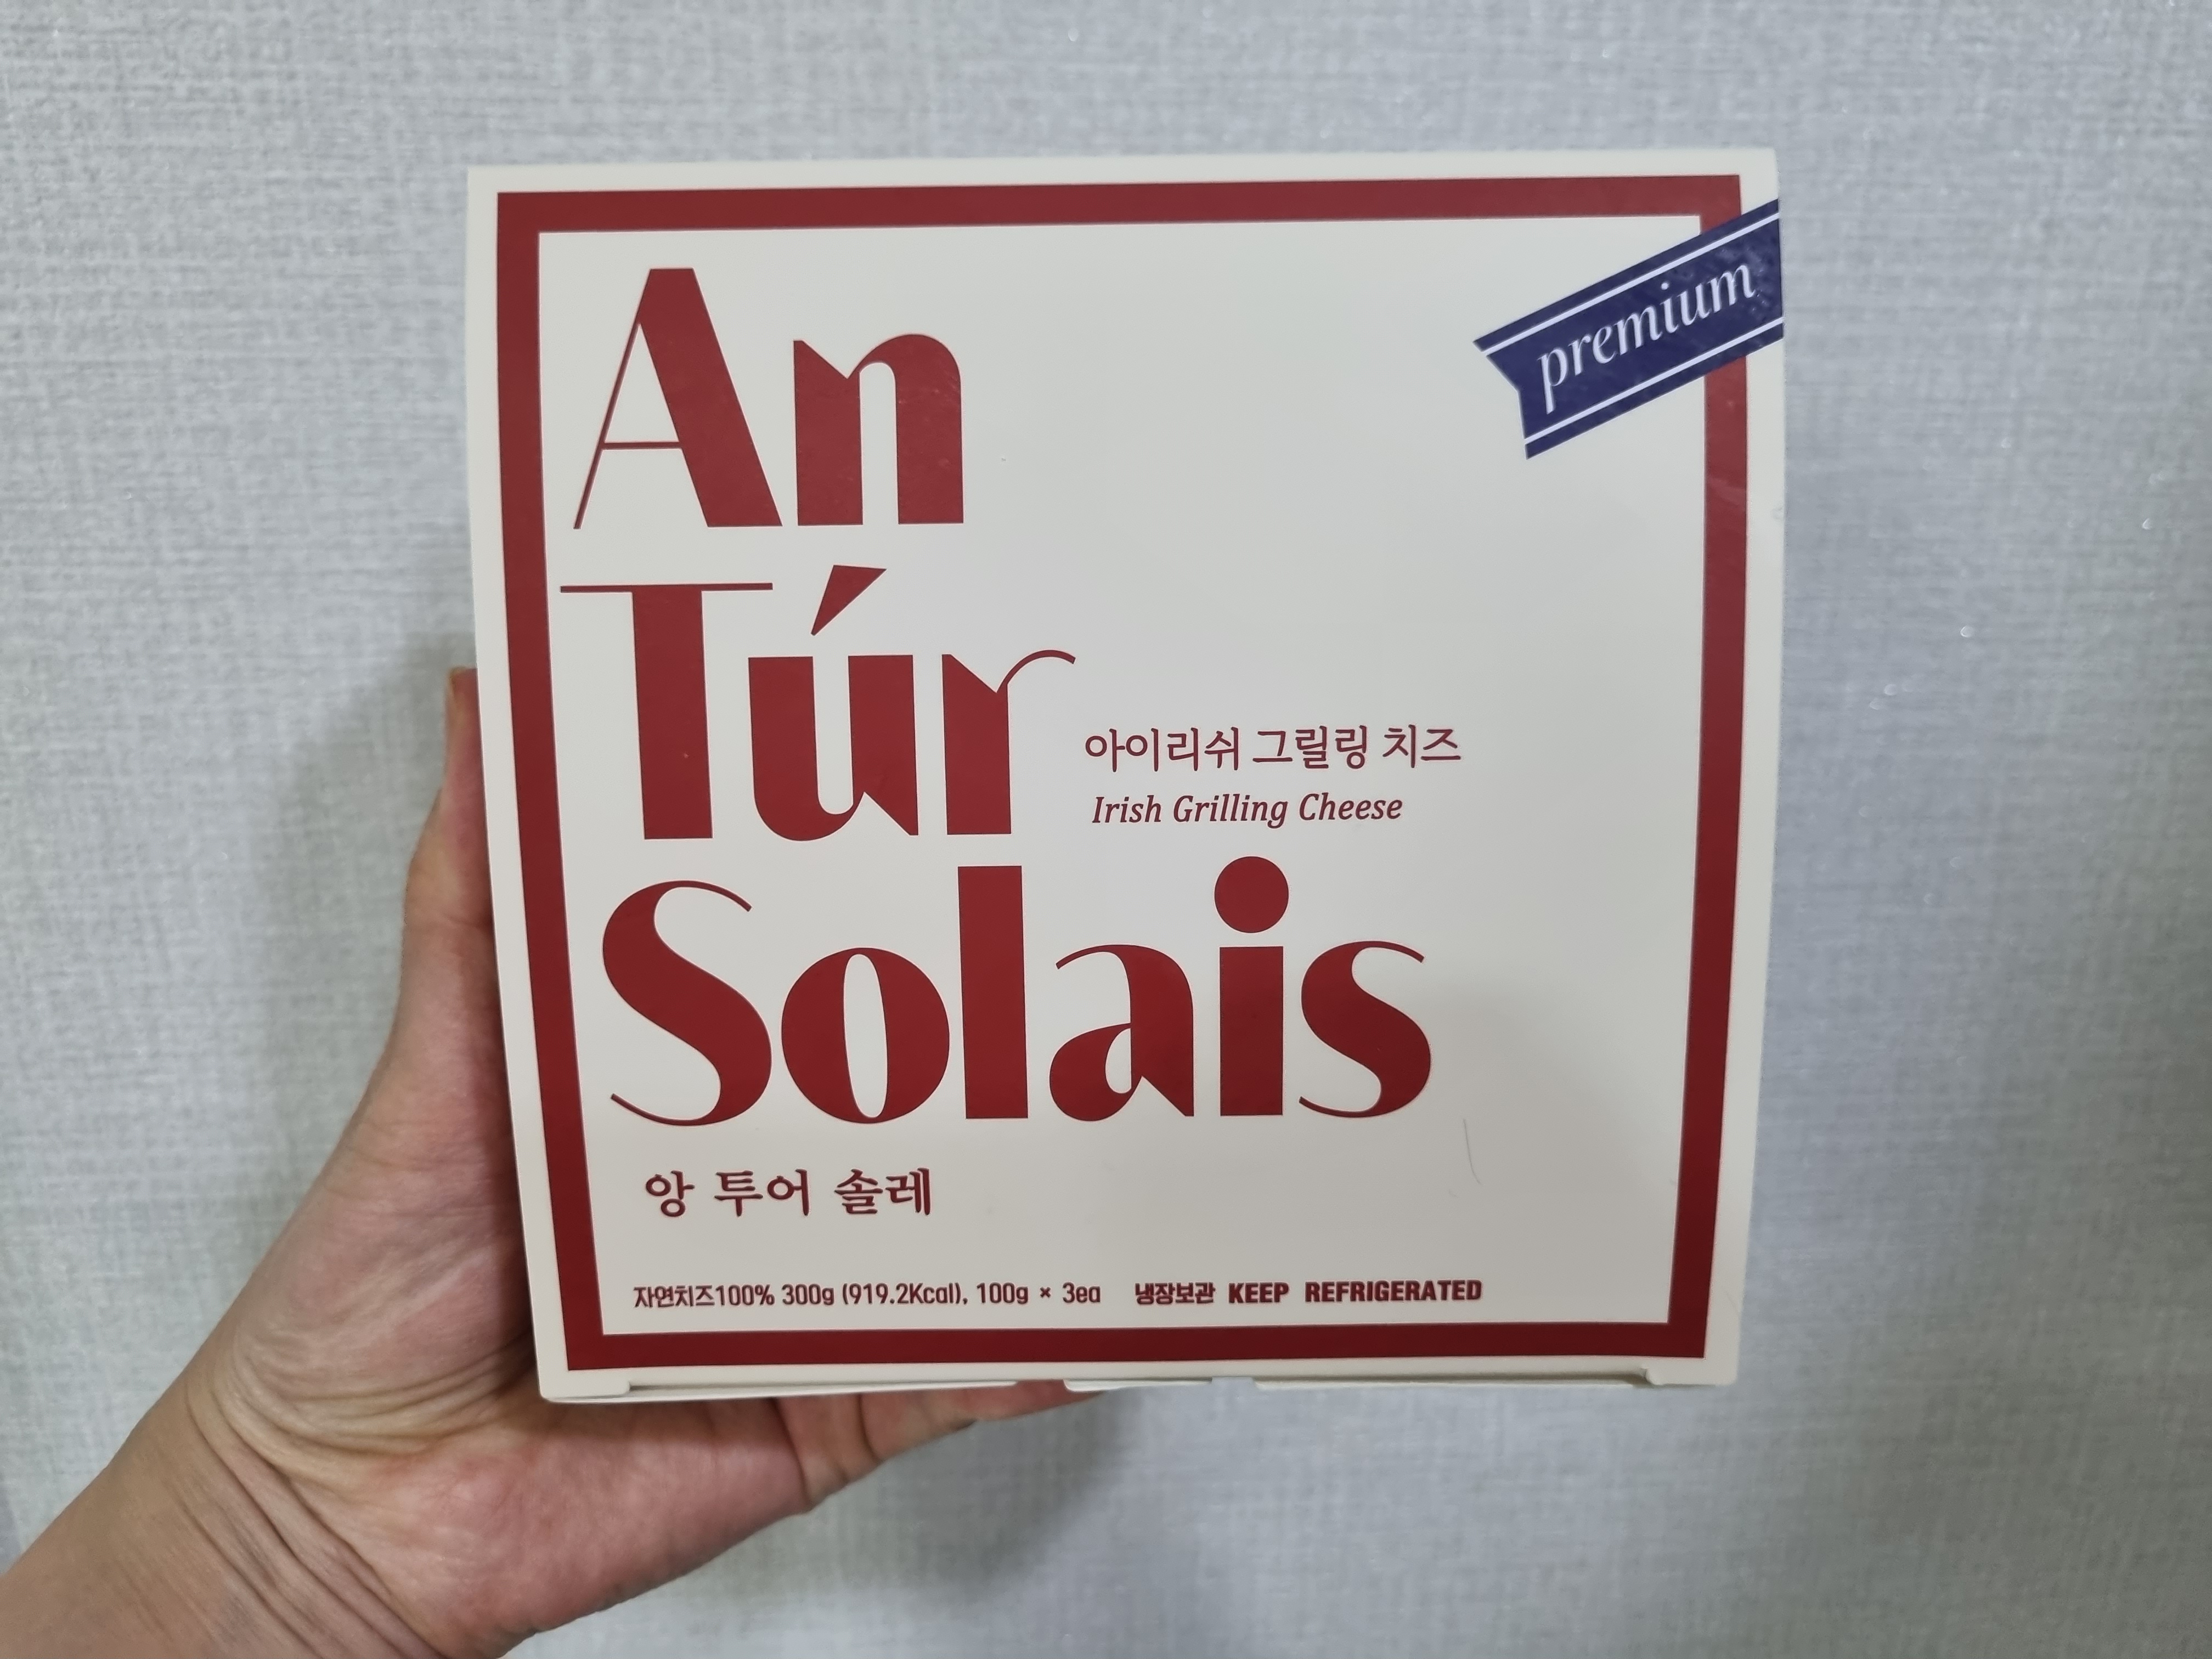 premium
An
Túr
아이리쉬 그릴링 치즈
Irish Grilling Cheese
Solais
앙 투어 솔레
자연치즈100% 300g (919.2Kcal), 100g × 3ea 냉장보관 KEEP REFRIGERATED